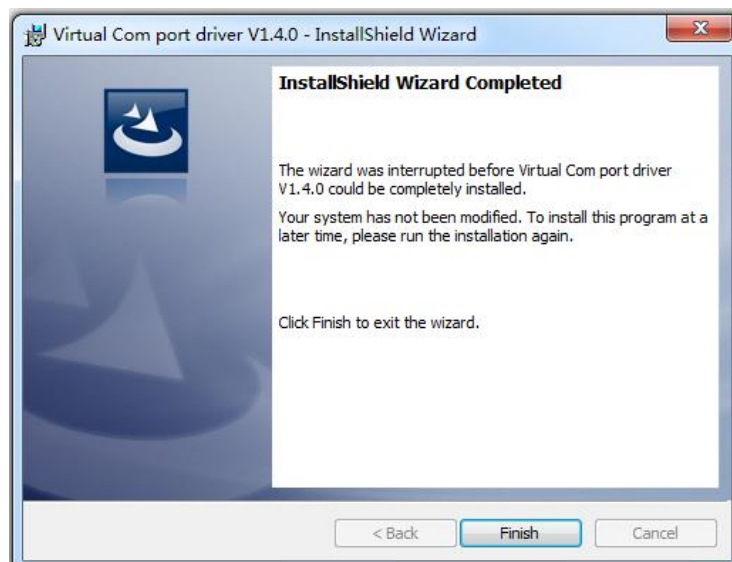 Virtual Com port driver V1.4.0 - InstallShield Wizard
InstallShield Wizard Completed
The wizard was interrupted before Virtual Com port driver
V1.4.0 could be completely installed.
Your system has not been modified. To install this program at a
later time, please run the installation again.
Click Finish to exit the wizard.
< Back
Finish
Cancel